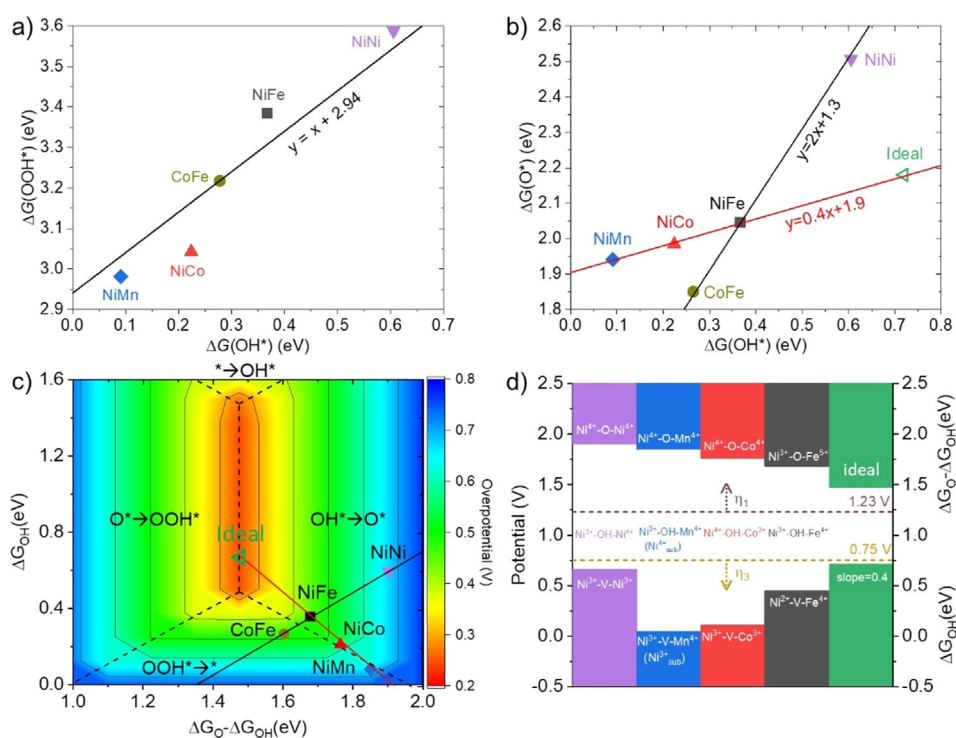 a)
3.6
3.5
3.4
3.3
3.2
3.1
3.0
2.9
ΔG(OOH*) (eV)
NiNi
NiFe
CoFe
NiCo
NiMn
y = x + 2.94
0.0 0.1 0.2 0.3 0.4 0.5 0.6 0.7
ΔG(OH*) (eV)
b)
2.6
2.5
2.4
2.3
2.2
2.1
2.0
1.9
1.8
ΔG(O*) (eV)
NiNi
y=2x+1.3
Ideal
NiFe
y=0.4x+1.9
NiCo
NiMn
CoFe
0.0 0.1 0.2 0.3 0.4 0.5 0.6 0.7 0.8
ΔG(OH*) (eV)
c)
*→OH*
1.6
1.2
0.8
0.4
0.0
ΔG_OH(eV)
O*→OOH*
OH*→O*
Ideal
NiNi
NiFe
CoFe
NiCo
NiMn
OOH*→*
1.0 1.2 1.4 1.6 1.8 2.0
ΔG_O-ΔG_OH(eV)
0.8
0.7
0.6
0.5
0.4
0.3
0.2
Overpotential (V)
d)
2.5
2.0
1.5
1.0
0.5
0.0
-0.5
Potential (V)
Ni⁴⁺-O-Ni⁴⁺
Ni⁴⁺-O-Mn⁴⁺
Ni⁴⁺-O-Co⁴⁺
Ni³⁺-O-Fe⁵⁺
ideal
η₁
1.23 V
Ni³⁺-OH-Ni⁴⁺
Ni³⁺-OH-Mn⁴⁺
(Ni⁴⁺sub)
Ni⁴⁺-OH-Co³⁺
Ni³⁺-OH-Fe⁴⁺
0.75 V
η₃
Ni³⁺-V-Ni³⁺
Ni³⁺-V-Mn⁴⁺
(Ni³⁺sub)
Ni³⁺-V-Co³⁺
Ni²⁺-V-Fe⁴⁺
slope=0.4
2.5
2.0
1.5
1.0
0.5
0.0
-0.5
ΔG_O-ΔG_OH(eV)
ΔG_OH(eV)